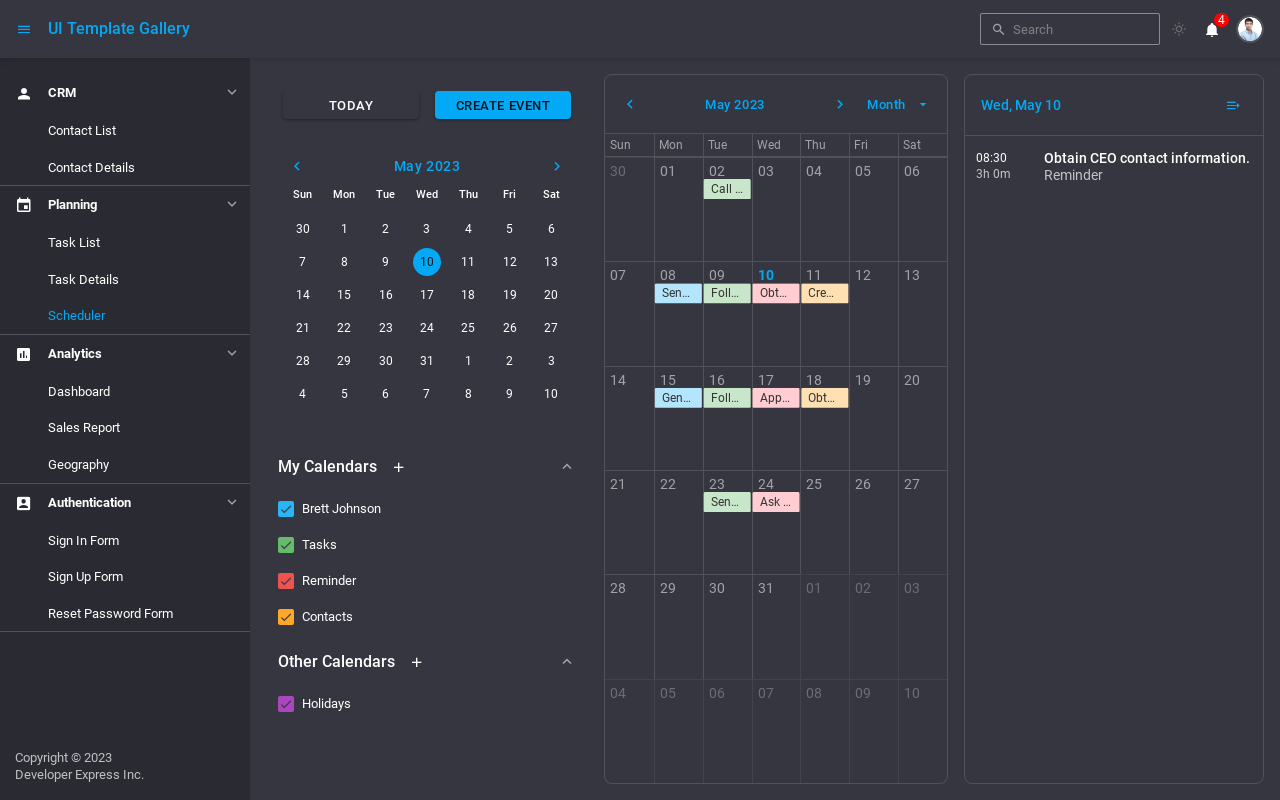 UI Template Gallery
Search
4
CRM
Contact List
Contact Details
Planning
Task List
Task Details
Scheduler
Analytics
Dashboard
Sales Report
Geography
Authentication
Sign In Form
Sign Up Form
Reset Password Form
Copyright © 2023
Developer Express Inc.
TODAY CREATE EVENT
May 2023
Sun Mon Tue Wed Thu Fri Sat
30 1 2 3 4 5 6
7 8 9 10 11 12 13
14 15 16 17 18 19 20
21 22 23 24 25 26 27
28 29 30 31 1 2 3
4 5 6 7 8 9 10
My Calendars
Brett Johnson
Tasks
Reminder
Contacts
Other Calendars
Holidays
May 2023 Month
Sun Mon Tue Wed Thu Fri Sat
30 01 02 03 04 05 06
Call ...
07 08 09 10 11 12 13
Sen... Foll... Obt... Cre...
14 15 16 17 18 19 20
Gen... Foll... App... Obt...
21 22 23 24 25 26 27
Sen... Ask ...
28 29 30 31 01 02 03
04 05 06 07 08 09 10
Wed, May 10
08:30 Obtain CEO contact information.
3h 0m Reminder